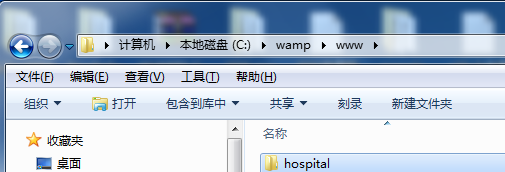 计算机 ▸ 本地磁盘 (C:) ▸ wamp ▸ www ▸
文件(F) 编辑(E) 查看(V) 工具(T) 帮助(H)
组织 打开 包含到库中 共享 刻录 新建文件夹
收藏夹 名称
桌面 hospital